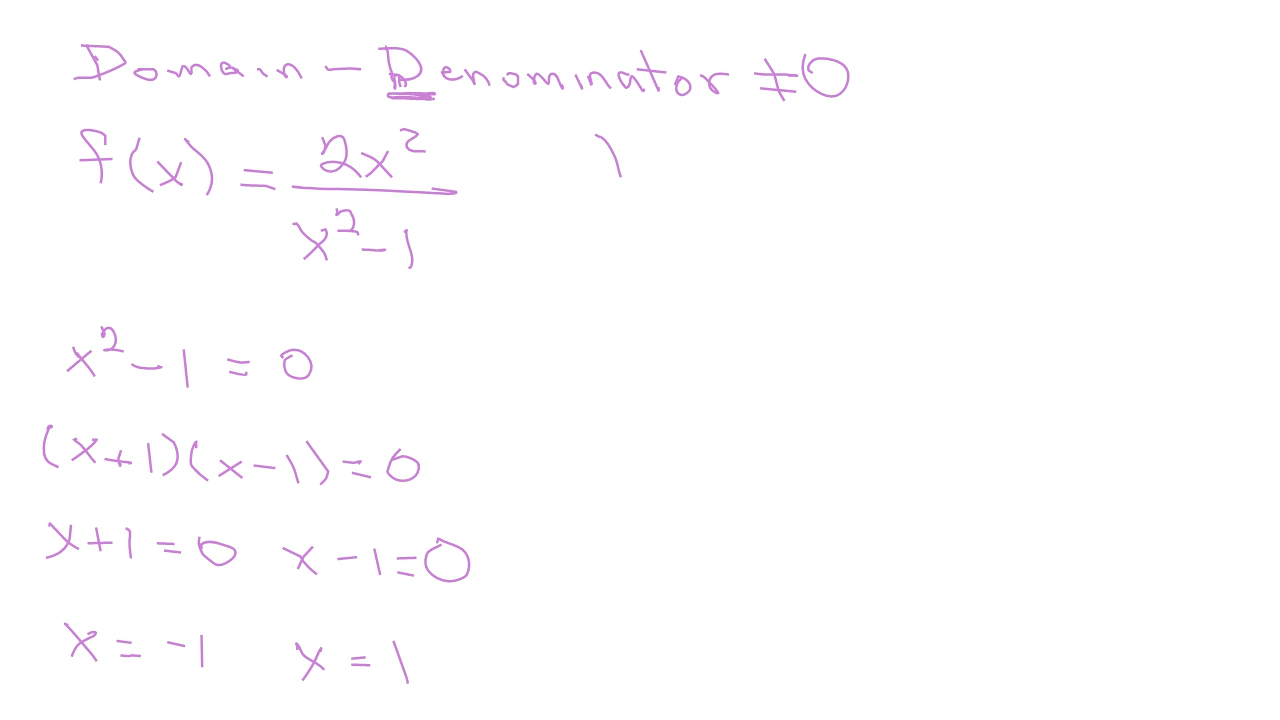 Domain - Denominator ≠ 0
f(x) = 2x² / x² - 1
x² - 1 = 0
(x+1)(x-1) = 0
x+1 = 0 x-1 = 0
x = -1 x = 1